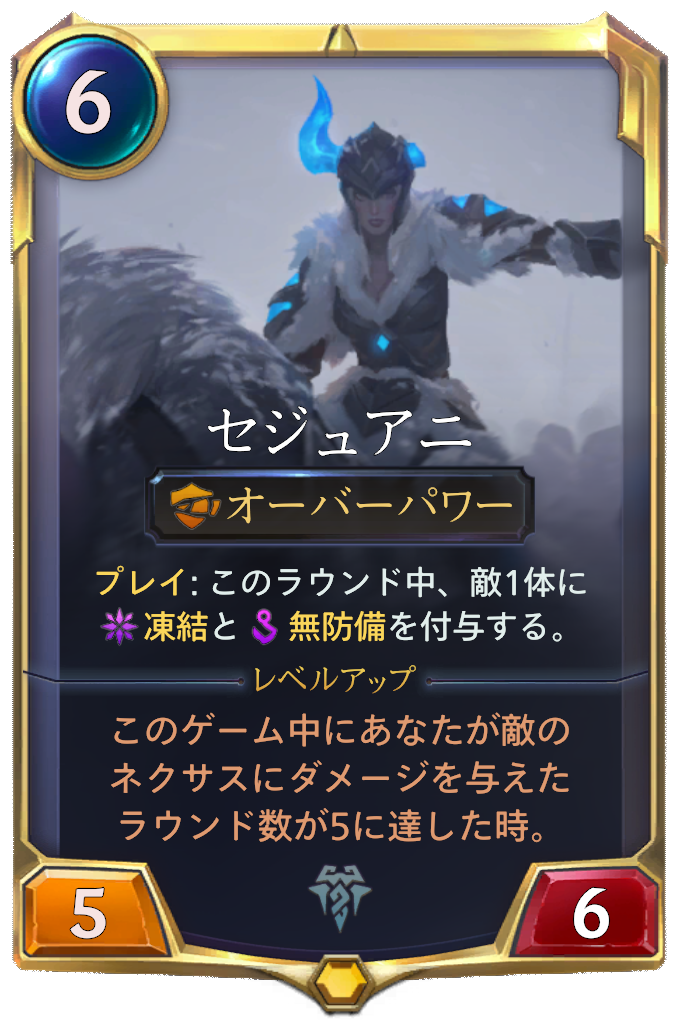 6
セジュアニ
オーバーパワー
プレイ: このラウンド中、敵1体に
凍結と 無防備を付与する。
レベルアップ
このゲーム中にあなたが敵の
ネクサスにダメージを与えた
ラウンド数が5に達した時。
5 6